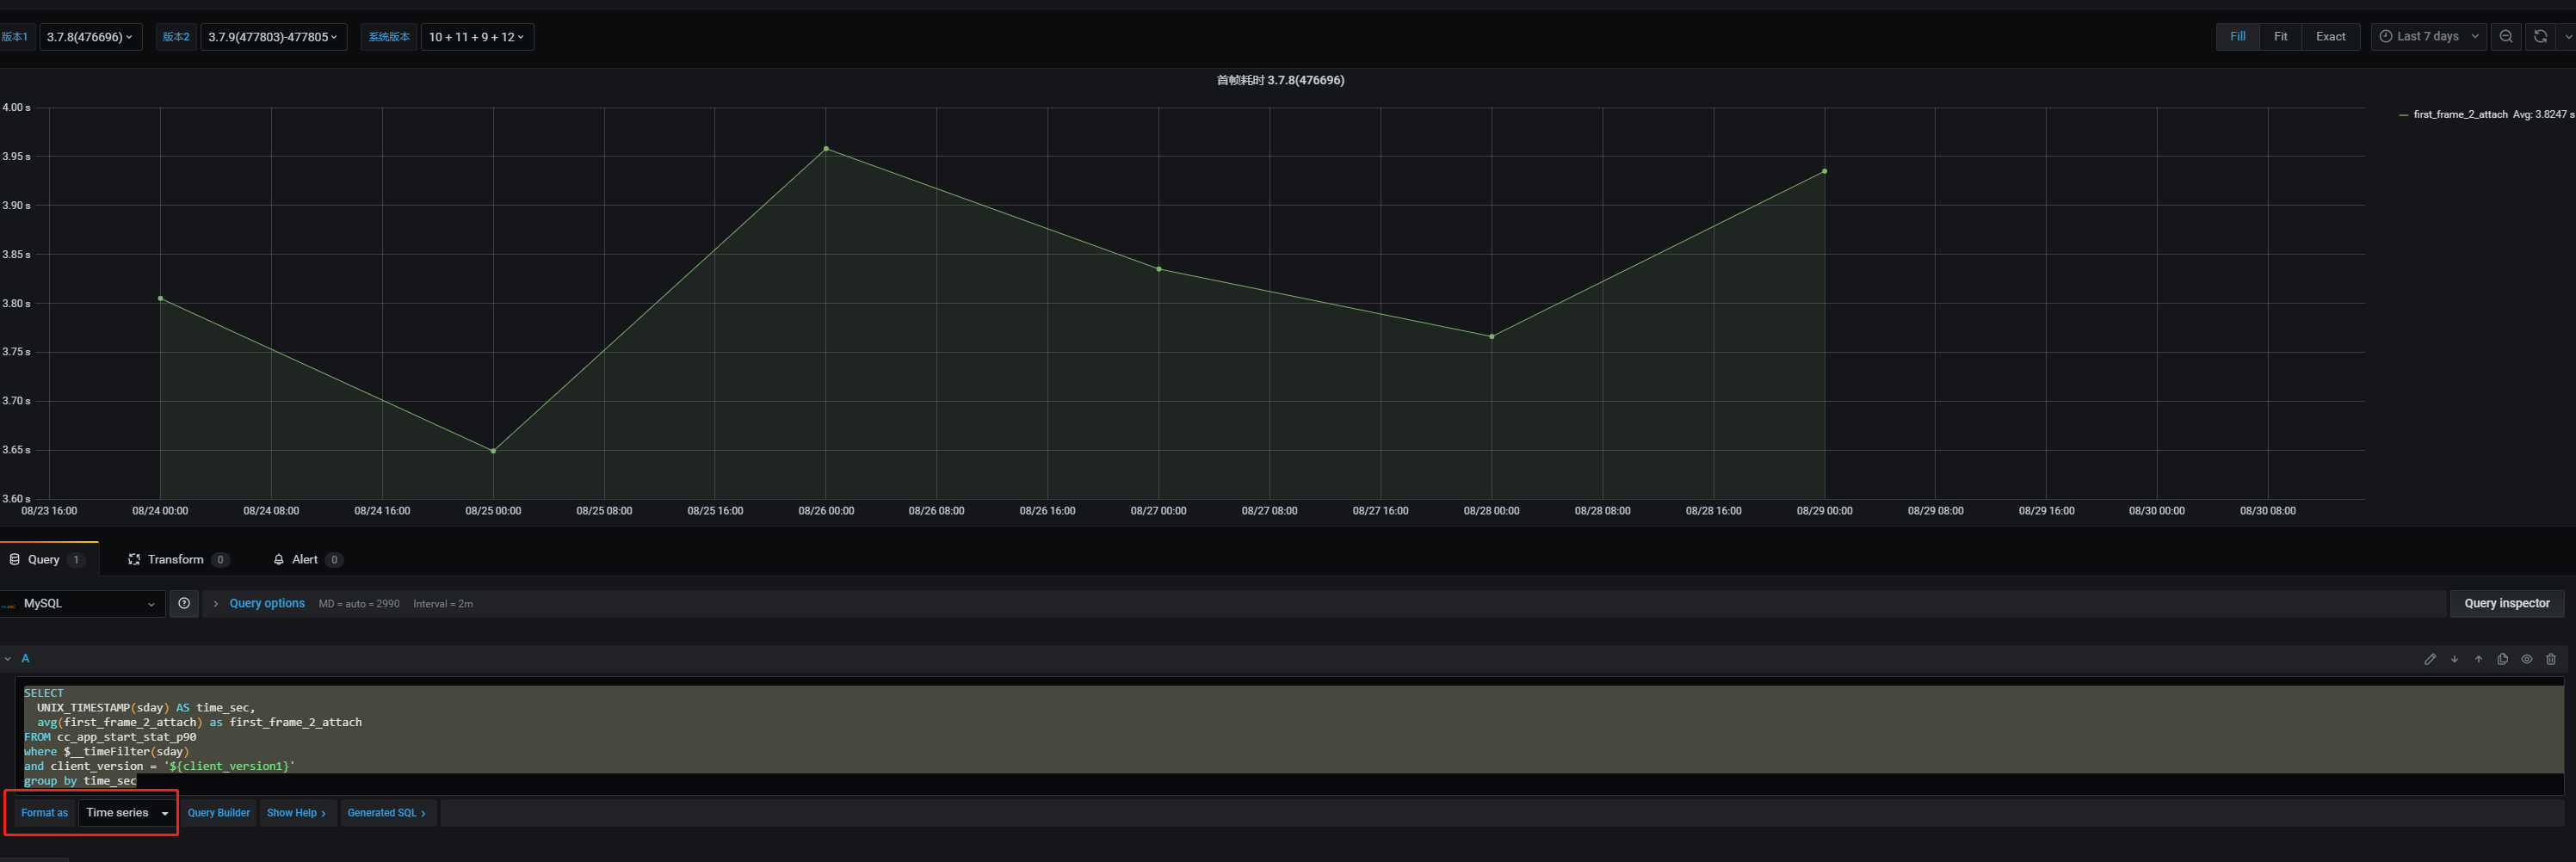 版本1 3.7.8(476696) 版本2 3.7.9(477803)-477805 系统版本 10 + 11 + 9 + 12 Fill Fit Exact Last 7 days
首帧耗时 3.7.8(476696)
4.00 s
first_frame_2_attach Avg: 3.8247 s
3.95 s
3.90 s
3.85 s
3.80 s
3.75 s
3.70 s
3.65 s
3.60 s
08/23 16:00 08/24 00:00 08/24 08:00 08/24 16:00 08/25 00:00 08/25 08:00 08/25 16:00 08/26 00:00 08/26 08:00 08/26 16:00 08/27 00:00 08/27 08:00 08/27 16:00 08/28 00:00 08/28 08:00 08/28 16:00 08/29 00:00 08/29 08:00 08/29 16:00 08/30 00:00 08/30 08:00
Query 1 Transform 0 Alert 0
MySQL Query options MD = auto = 2990 Interval = 2m Query inspector
A
SELECT
UNIX_TIMESTAMP(sday) AS time_sec,
avg(first_frame_2_attach) as first_frame_2_attach
FROM cc_app_start_stat_p90
where $__timeFilter(sday)
and client_version = '${client_version1}'
group by time_sec
Format as Time series Query Builder Show Help Generated SQL